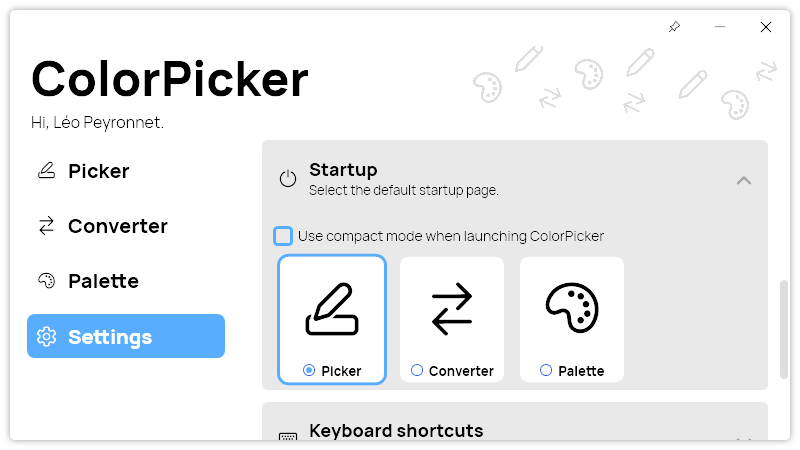 ColorPicker
Hi, Léo Peyronnet.
Picker
Converter
Palette
Settings
Startup
Select the default startup page.
Use compact mode when launching ColorPicker
Picker
Converter
Palette
Keyboard shortcuts